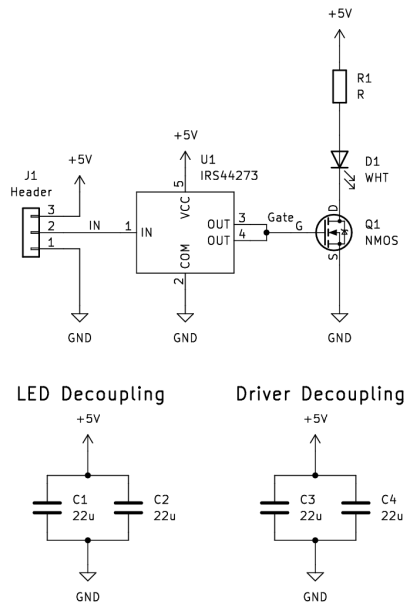 +5V
R1
R
D1
WHT
+5V
U1
IRS44273
J1
Header
+5V
3
2
1
IN
1
IN
5
VCC
OUT
OUT
3
4
COM
2
Gate
G
D
S
Q1
NMOS
GND
GND
GND
LED Decoupling
+5V
C1
22u
C2
22u
GND
Driver Decoupling
+5V
C3
22u
C4
22u
GND